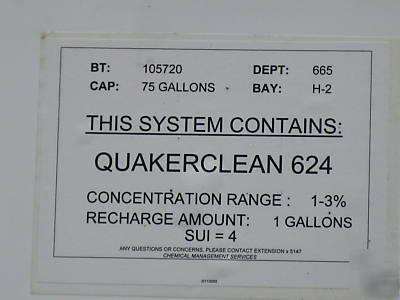 BT: 105720 DEPT: 665
CAP: 75 GALLONS BAY: H-2
THIS SYSTEM CONTAINS:
QUAKERCLEAN 624
CONCENTRATION RANGE : 1-3%
RECHARGE AMOUNT: 1 GALLONS
SUI = 4
ANY QUESTIONS OR CONCERNS, PLEASE CONTACT EXTENSION x 5147
CHEMICAL MANAGEMENT SERVICES